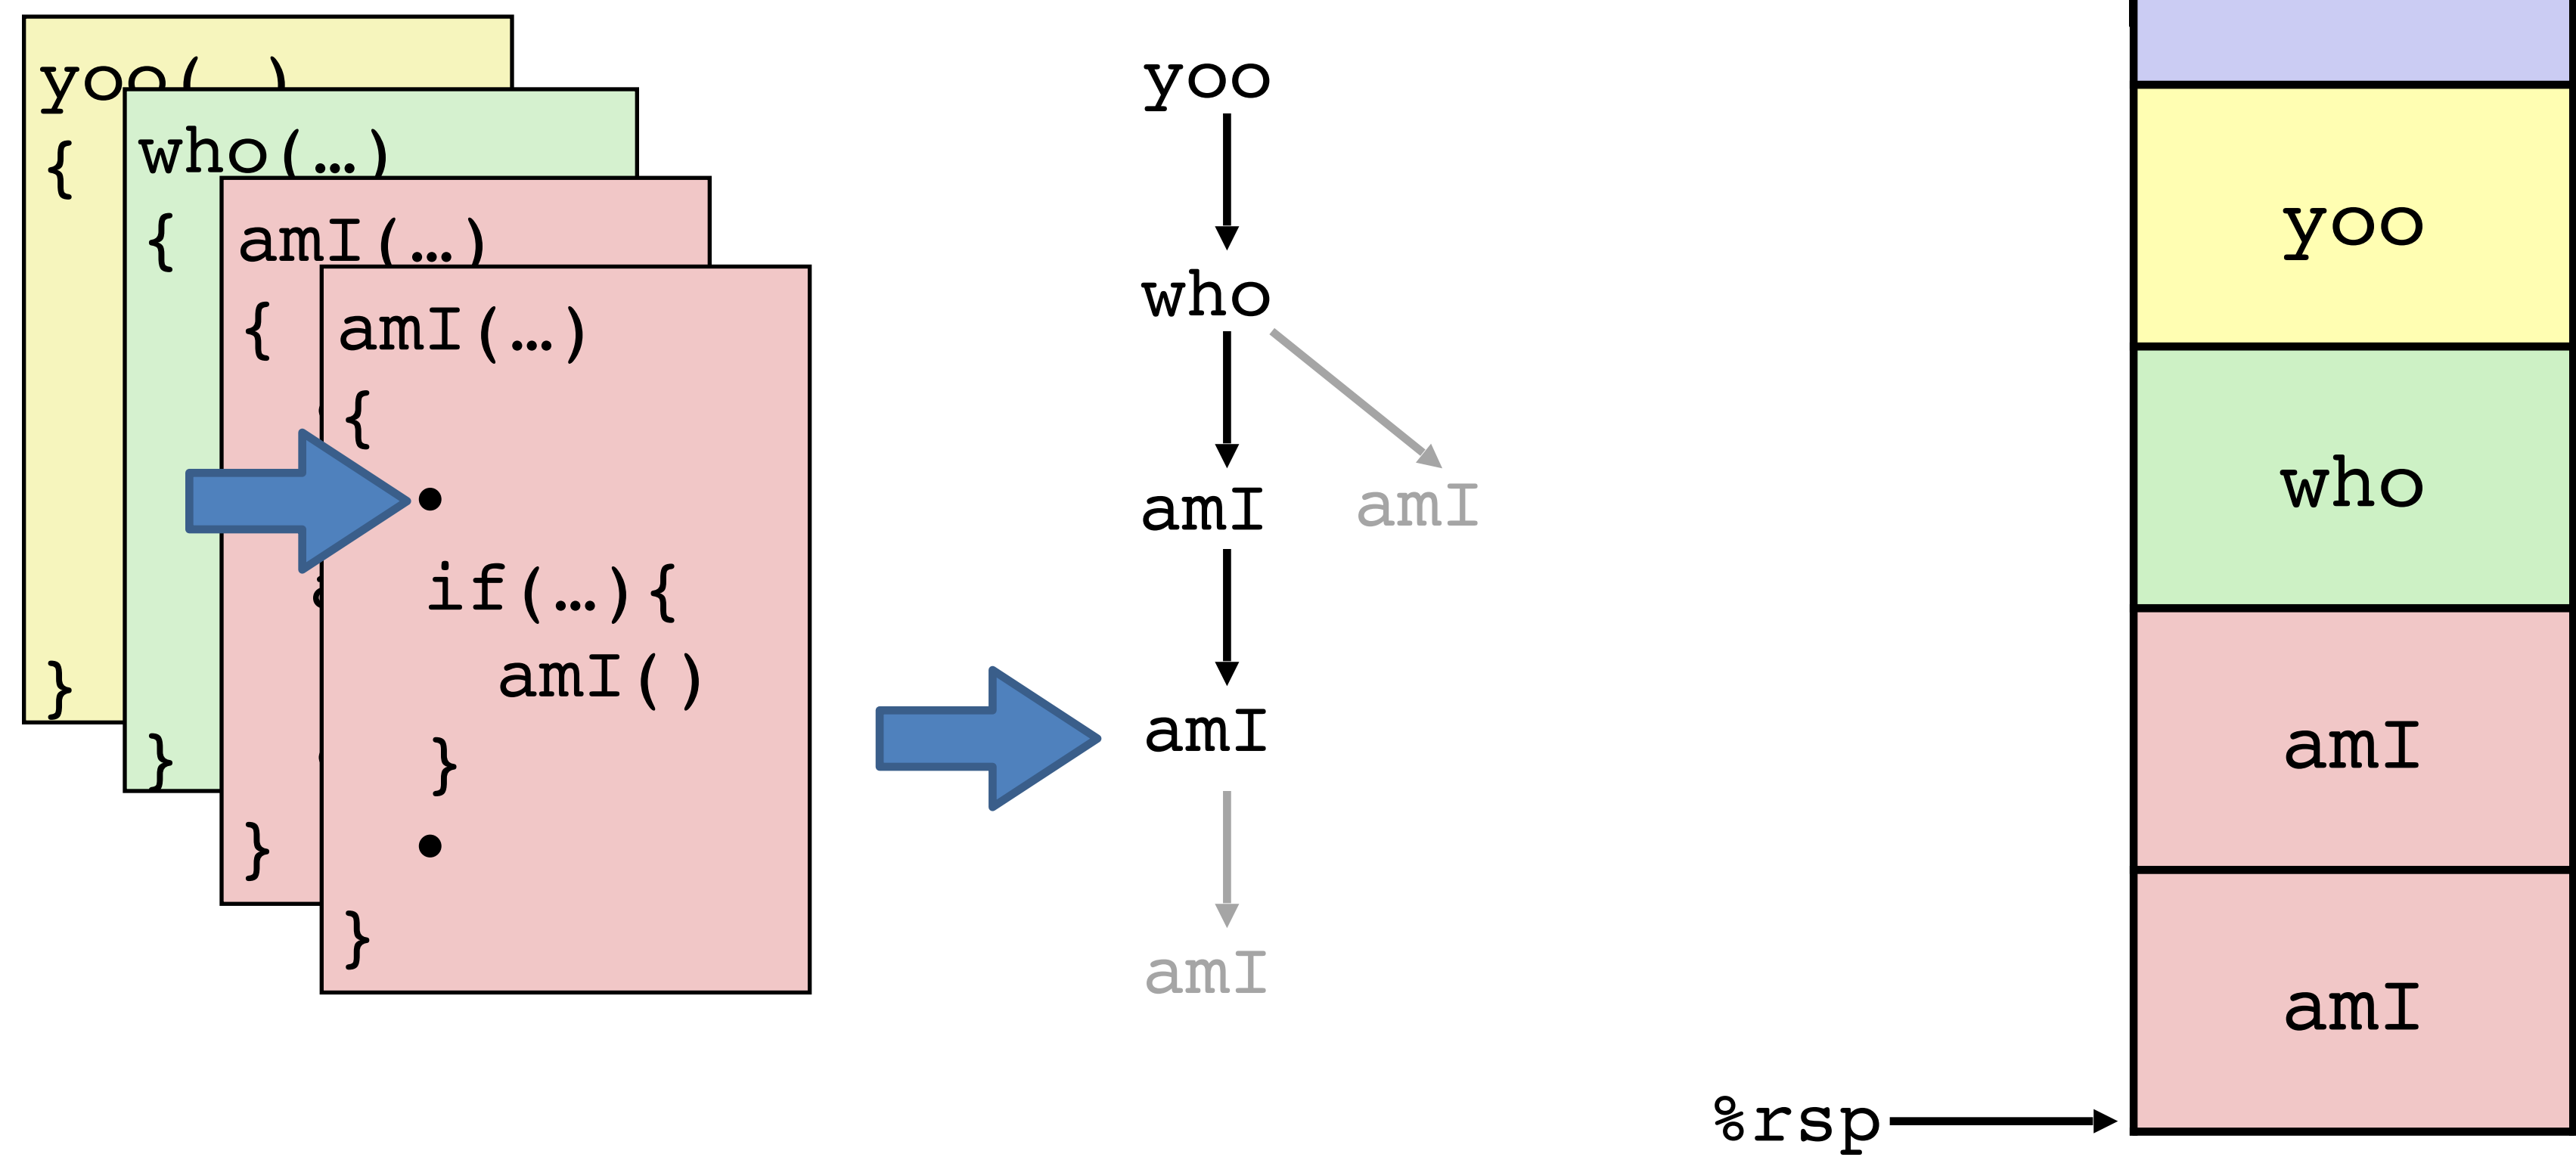 yoo(…)
{
}
who(…)
{
}
amI(…)
{
}
amI(…)
{
•
if(…){
amI()
}
•
}
yoo
who
amI amI
amI
amI
yoo
who
amI
amI
%rsp